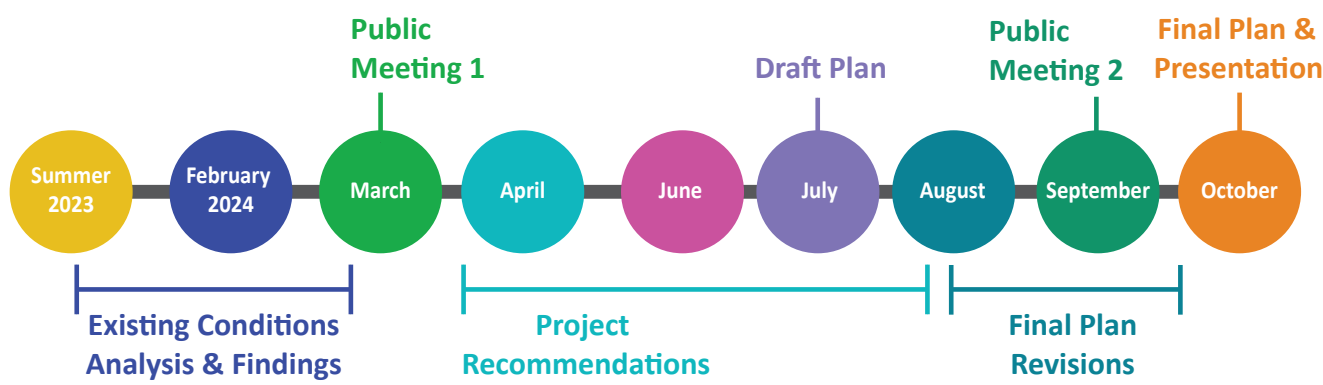 Public
Meeting 1
Draft Plan
Public
Meeting 2
Final Plan &
Presentation
Summer
2023
February
2024
March
April
June
July
August
September
October
Existing Conditions
Analysis & Findings
Project
Recommendations
Final Plan
Revisions